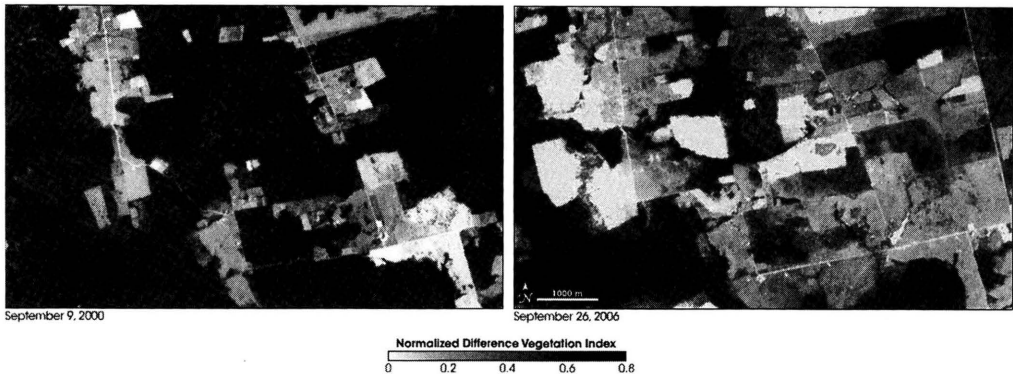 N
1000 m
September 9, 2000
September 26, 2006
Normalized Difference Vegetation Index
0 0.2 0.4 0.6 0.8